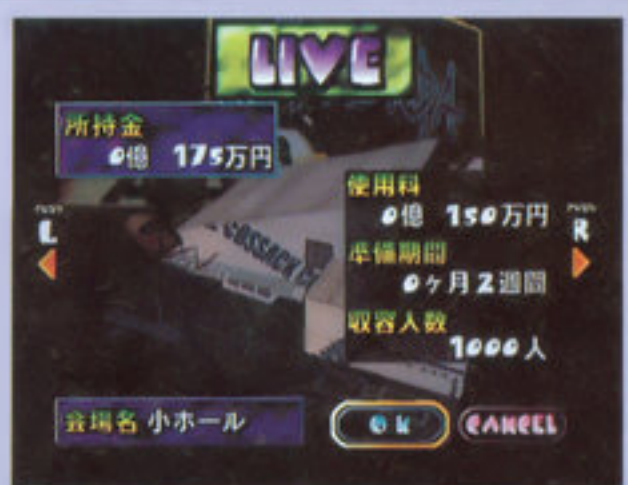 LIVE
所持金
0億 175万円
使用料
0億 150万円
準備期間
0ヶ月2週間
収容人数
1000人
L
R
COSSACK
会場名 小ホール
OK
CANCEL